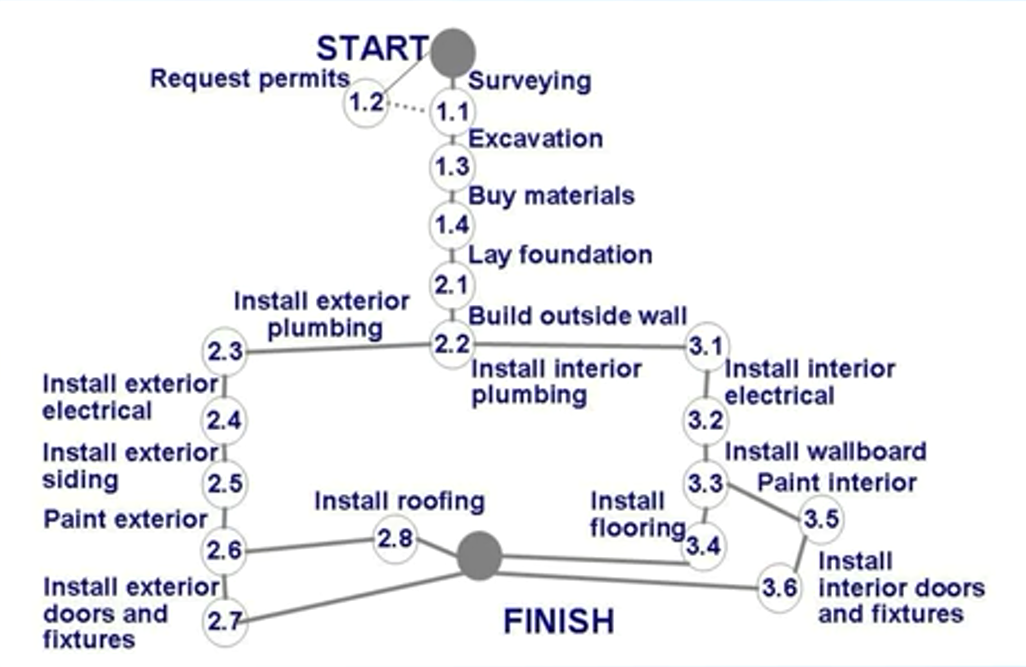 START
Request permits
1.2
Surveying
1.1
Excavation
1.3
Buy materials
1.4
Lay foundation
2.1
Build outside wall
2.2
Install exterior
plumbing
2.3
Install exterior
electrical
2.4
Install exterior
siding
2.5
Paint exterior
2.6
Install exterior
doors and
fixtures
2.7
Install roofing
2.8
Install interior
plumbing
3.1
Install interior
electrical
3.2
Install wallboard
3.3
Install
flooring
3.4
Paint interior
3.5
Install
interior doors
and fixtures
3.6
FINISH